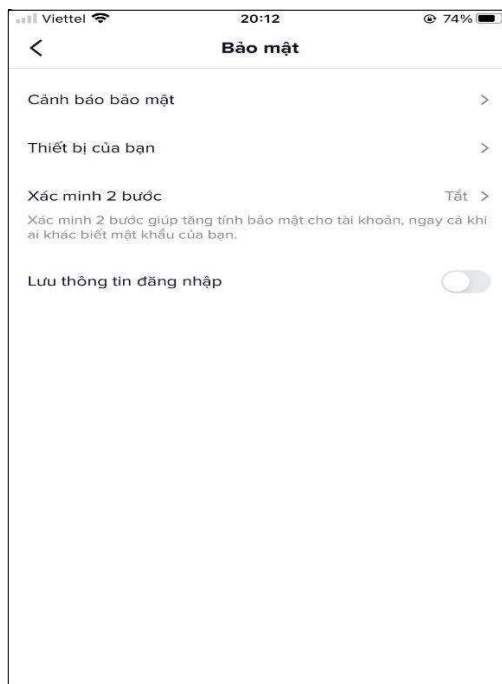 Viettel 20:12 74%
Bảo mật
Cảnh báo bảo mật
Thiết bị của bạn
Xác minh 2 bước Tắt
Xác minh 2 bước giúp tăng tính bảo mật cho tài khoản, ngay cả khi
ai khác biết mật khẩu của bạn.
Lưu thông tin đăng nhập